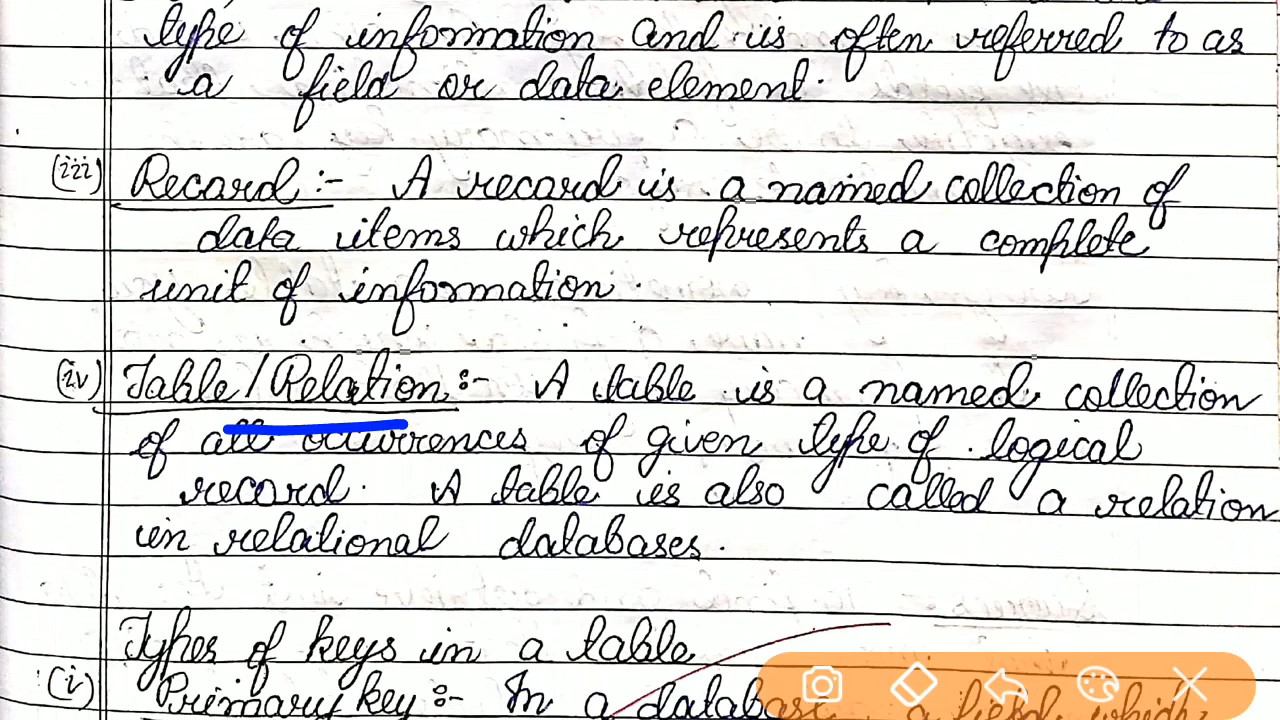 type of information and is often referred to as
a field or data element.
(iii) Record :- A record is a named collection of
data items which represents a complete
unit of information.
(iv) Table / Relation :- A table is a named collection
of all occurrences of given type of logical
record. A table is also called a relation
in relational databases.
Types of keys in a table
(i) Primary key :- In a database, a field which